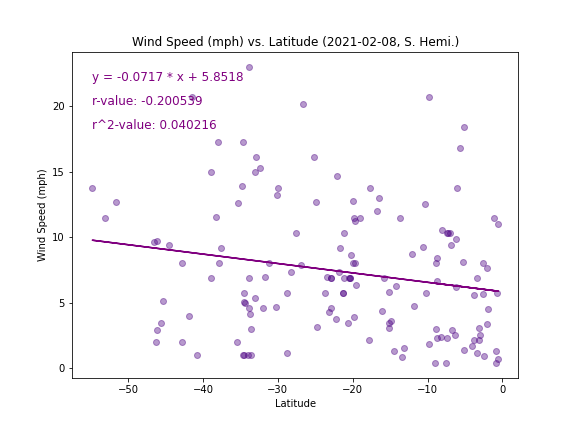 Wind Speed (mph) vs. Latitude (2021-02-08, S. Hemi.)
y = -0.0717 * x + 5.8518
r-value: -0.200539
r^2-value: 0.040216
Wind Speed (mph)
20
15
10
5
0
−50 −40 −30 −20 −10 0
Latitude